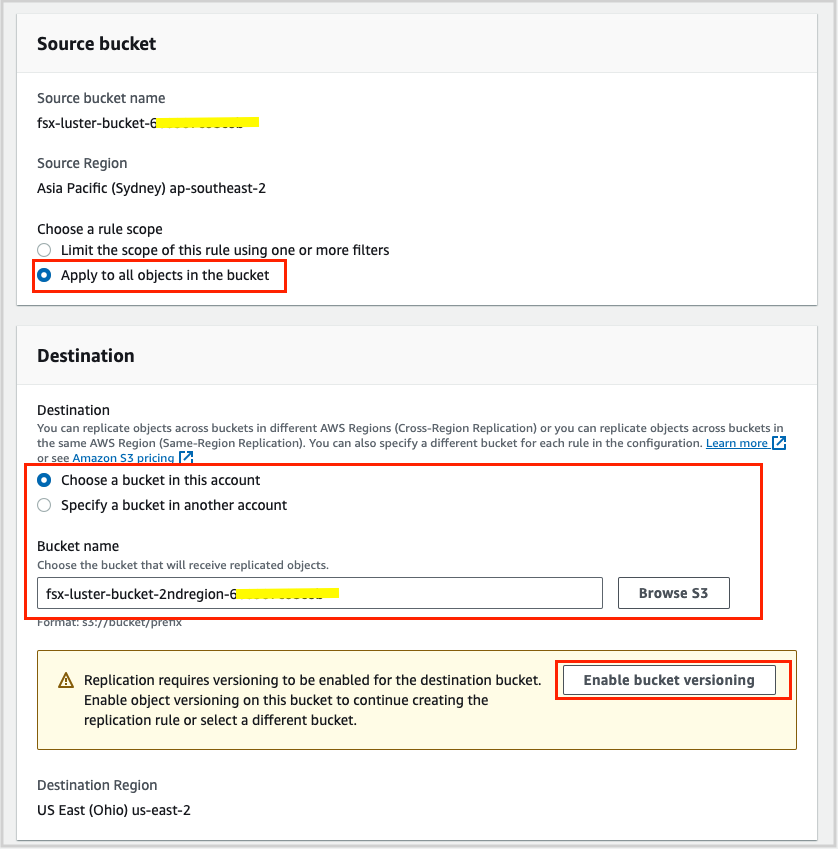 Source bucket
Source bucket name
fsx-luster-bucket-6
Source Region
Asia Pacific (Sydney) ap-southeast-2
Choose a rule scope
Limit the scope of this rule using one or more filters
Apply to all objects in the bucket
Destination
Destination
You can replicate objects across buckets in different AWS Regions (Cross-Region Replication) or you can replicate objects across buckets in
the same AWS Region (Same-Region Replication). You can also specify a different bucket for each rule in the configuration. Learn more
or see Amazon S3 pricing
Choose a bucket in this account
Specify a bucket in another account
Bucket name
Choose the bucket that will receive replicated objects.
fsx-luster-bucket-2ndregion-6
Browse S3
Format: s3://bucket/prefix
Replication requires versioning to be enabled for the destination bucket.
Enable object versioning on this bucket to continue creating the
replication rule or select a different bucket.
Enable bucket versioning
Destination Region
US East (Ohio) us-east-2